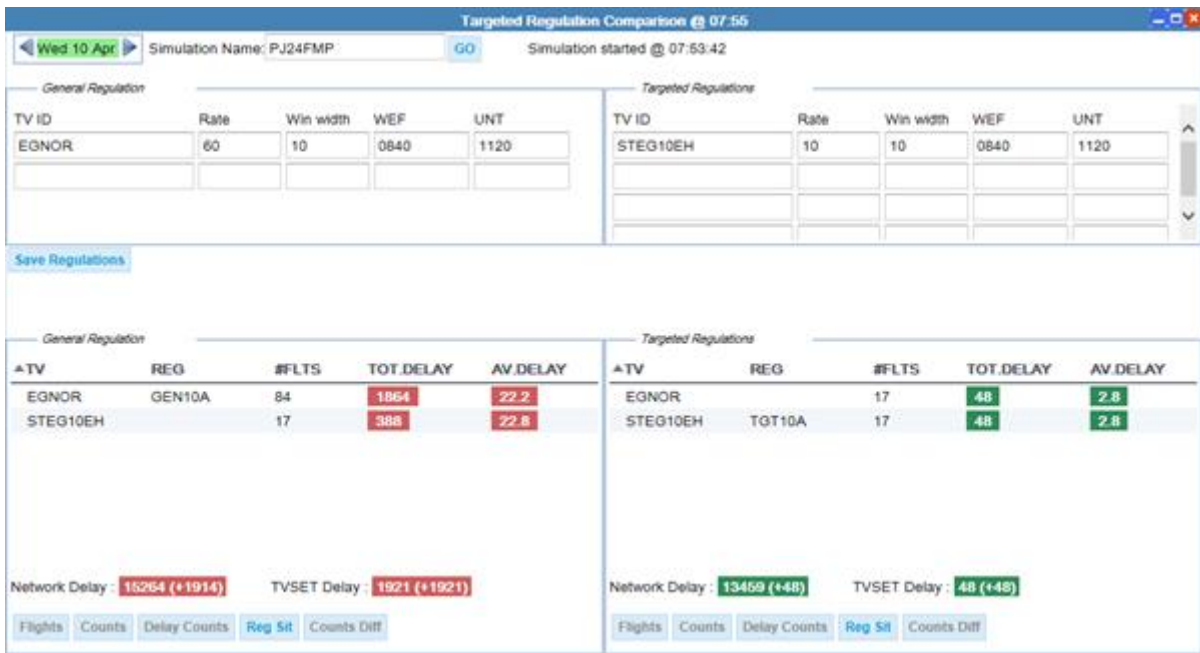 Targeted Regulation Comparison @ 07:55
Wed 10 Apr Simulation Name: PJ24FMP GO Simulation started @ 07:53:42
General Regulation
TV ID Rate Win width WEF UNT
EGNOR 60 10 0840 1120
Targeted Regulations
TV ID Rate Win width WEF UNT
STEG10EH 10 10 0840 1120
Save Regulations
General Regulation
TV REG #FLTS TOT.DELAY AV.DELAY
EGNOR GEN10A 84 1864 22.2
STEG10EH 17 388 22.8
Network Delay : 15264 (+1914) TVSET Delay : 1921 (+1921)
Flights Counts Delay Counts Reg Sit Counts Diff
Targeted Regulations
TV REG #FLTS TOT.DELAY AV.DELAY
EGNOR 17 48 2.8
STEG10EH TGT10A 17 48 2.8
Network Delay : 13459 (+48) TVSET Delay : 48 (+48)
Flights Counts Delay Counts Reg Sit Counts Diff